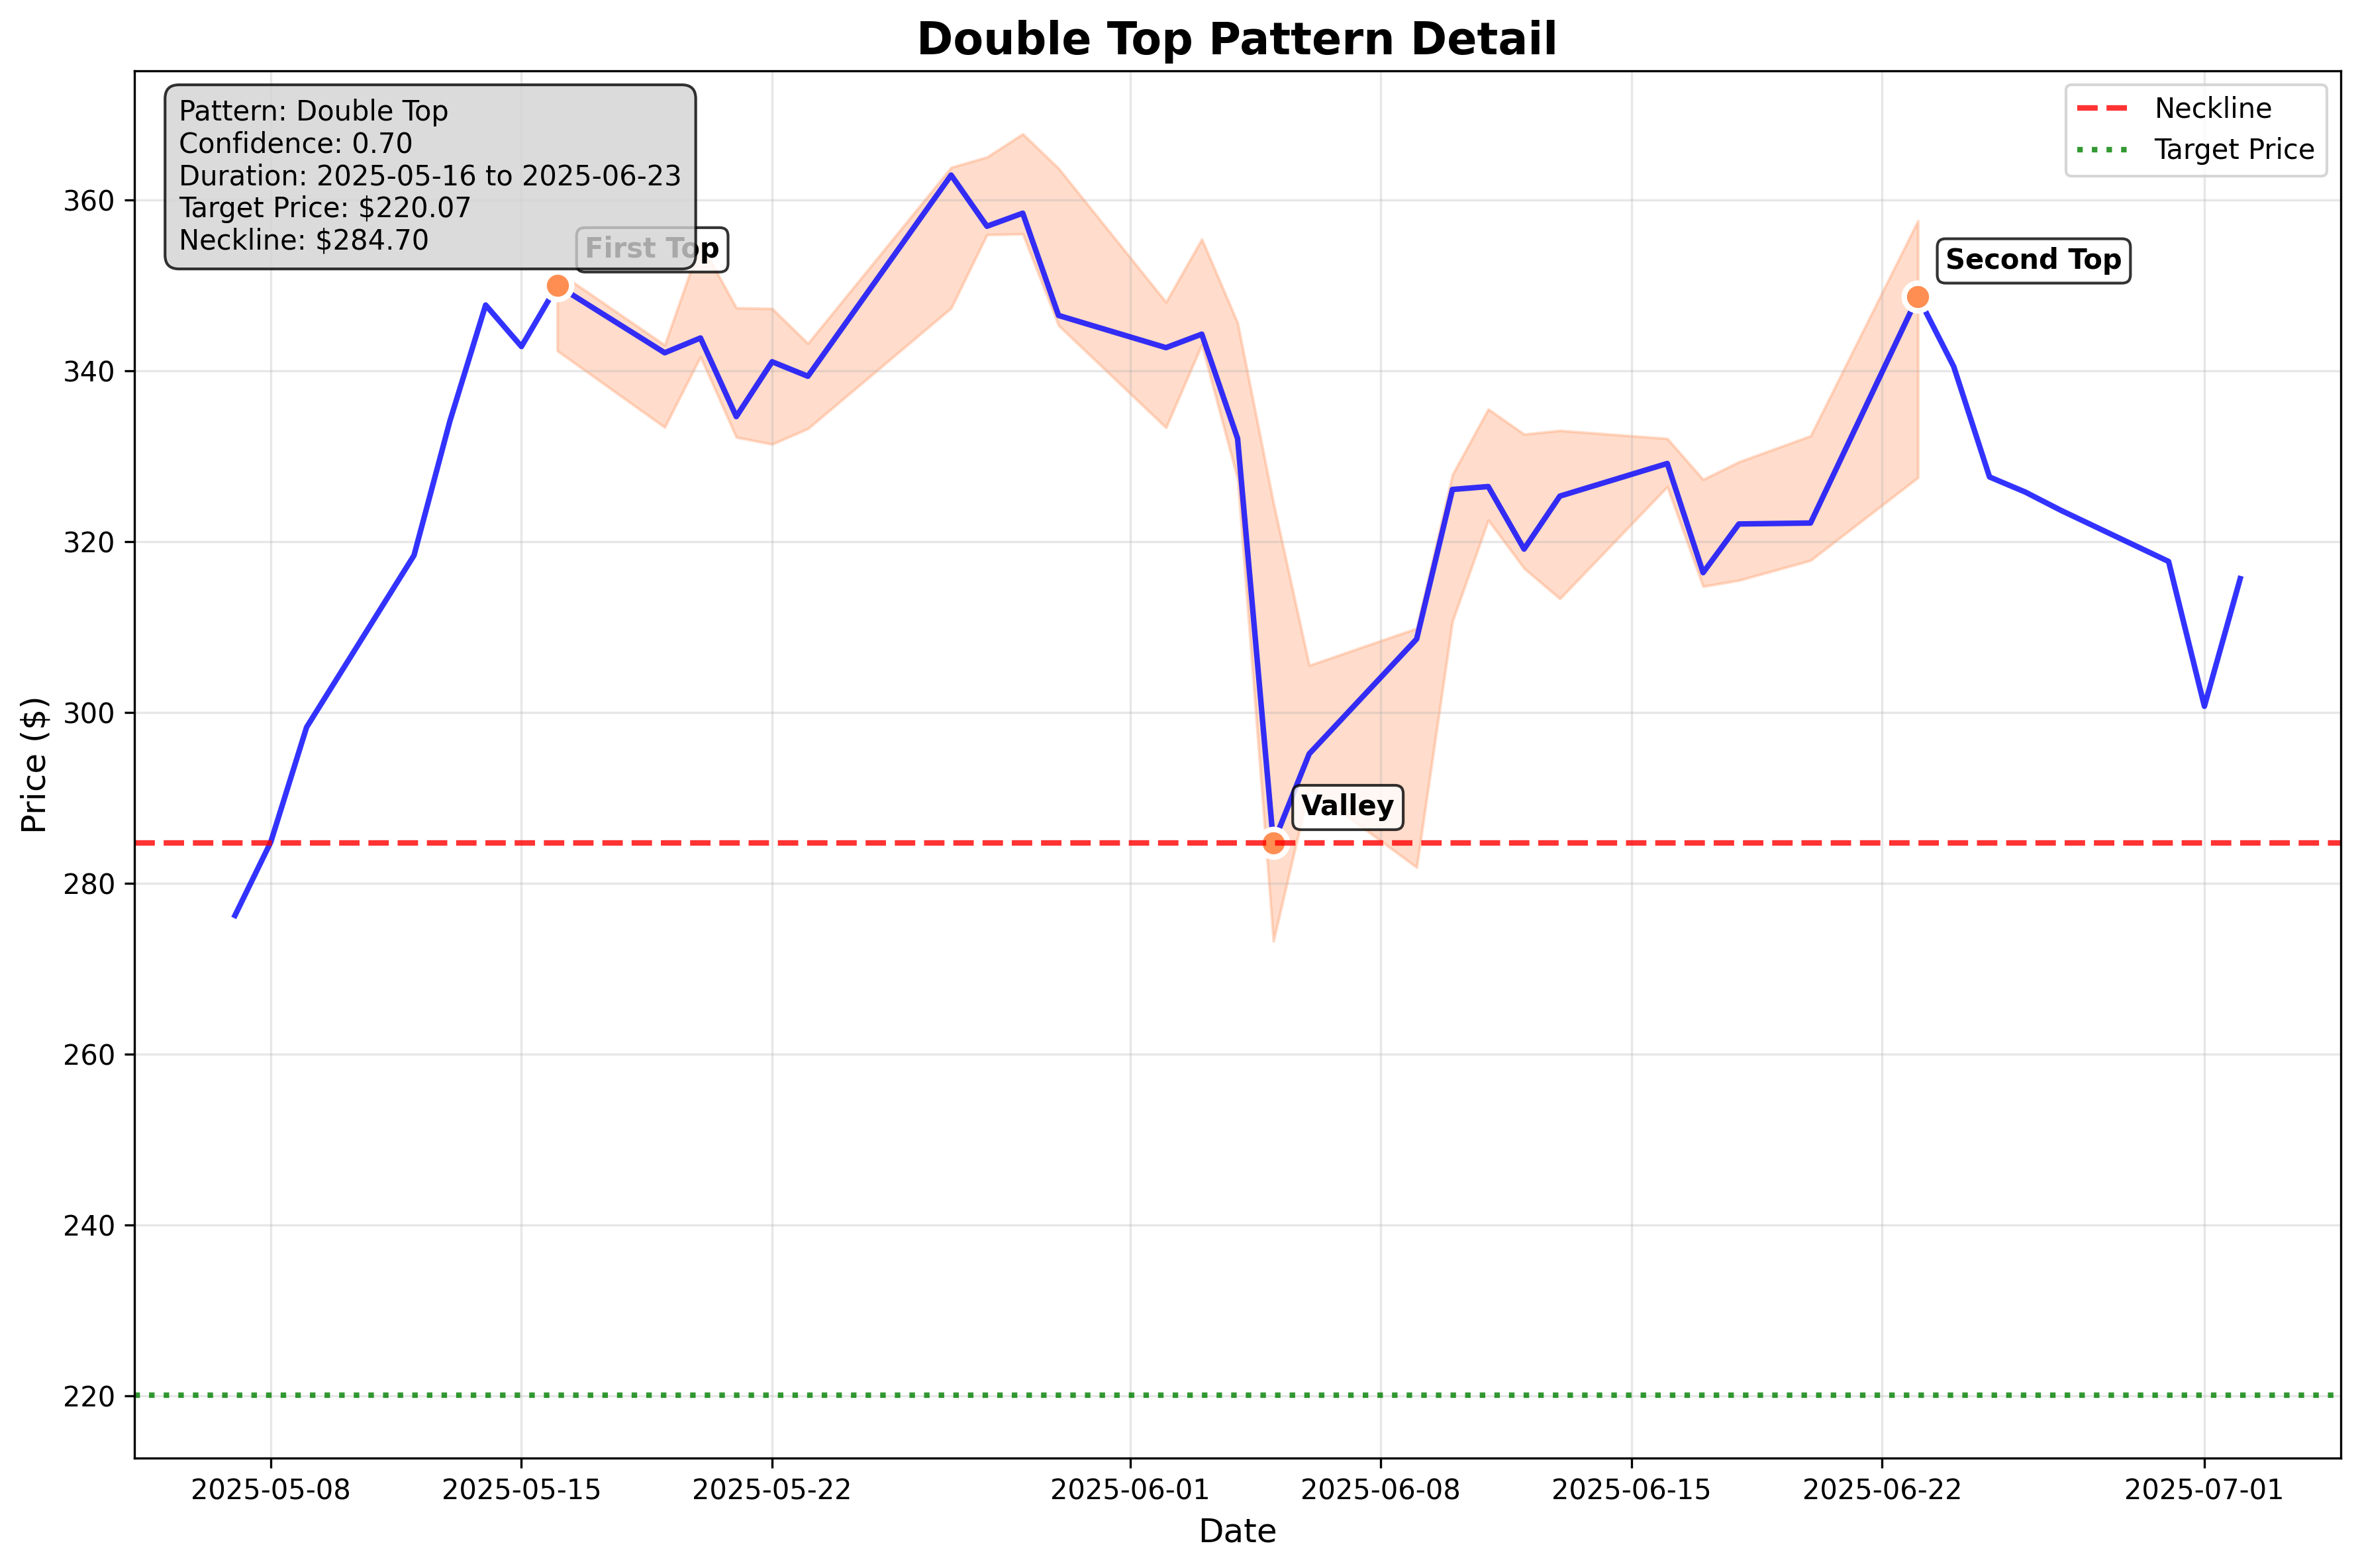 Double Top Pattern Detail
Pattern: Double Top
Confidence: 0.70
Duration: 2025-05-16 to 2025-06-23
Target Price: $220.07
Neckline: $284.70
Neckline
Target Price
First Top
Second Top
Valley
Price ($)
360
340
320
300
280
260
240
220
2025-05-08
2025-05-15
2025-05-22
2025-06-01
2025-06-08
2025-06-15
2025-06-22
2025-07-01
Date